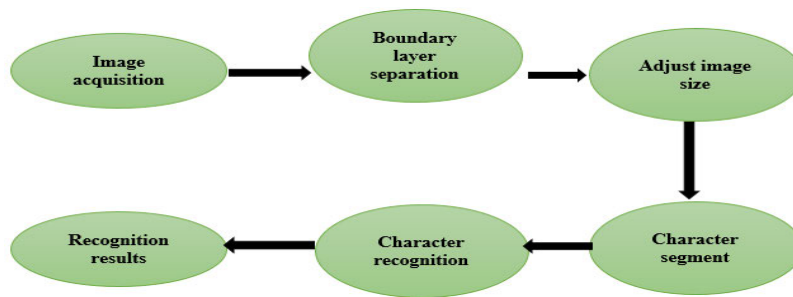 Image
acquisition
Boundary
layer
separation
Adjust image
size
Character
segment
Character
recognition
Recognition
results